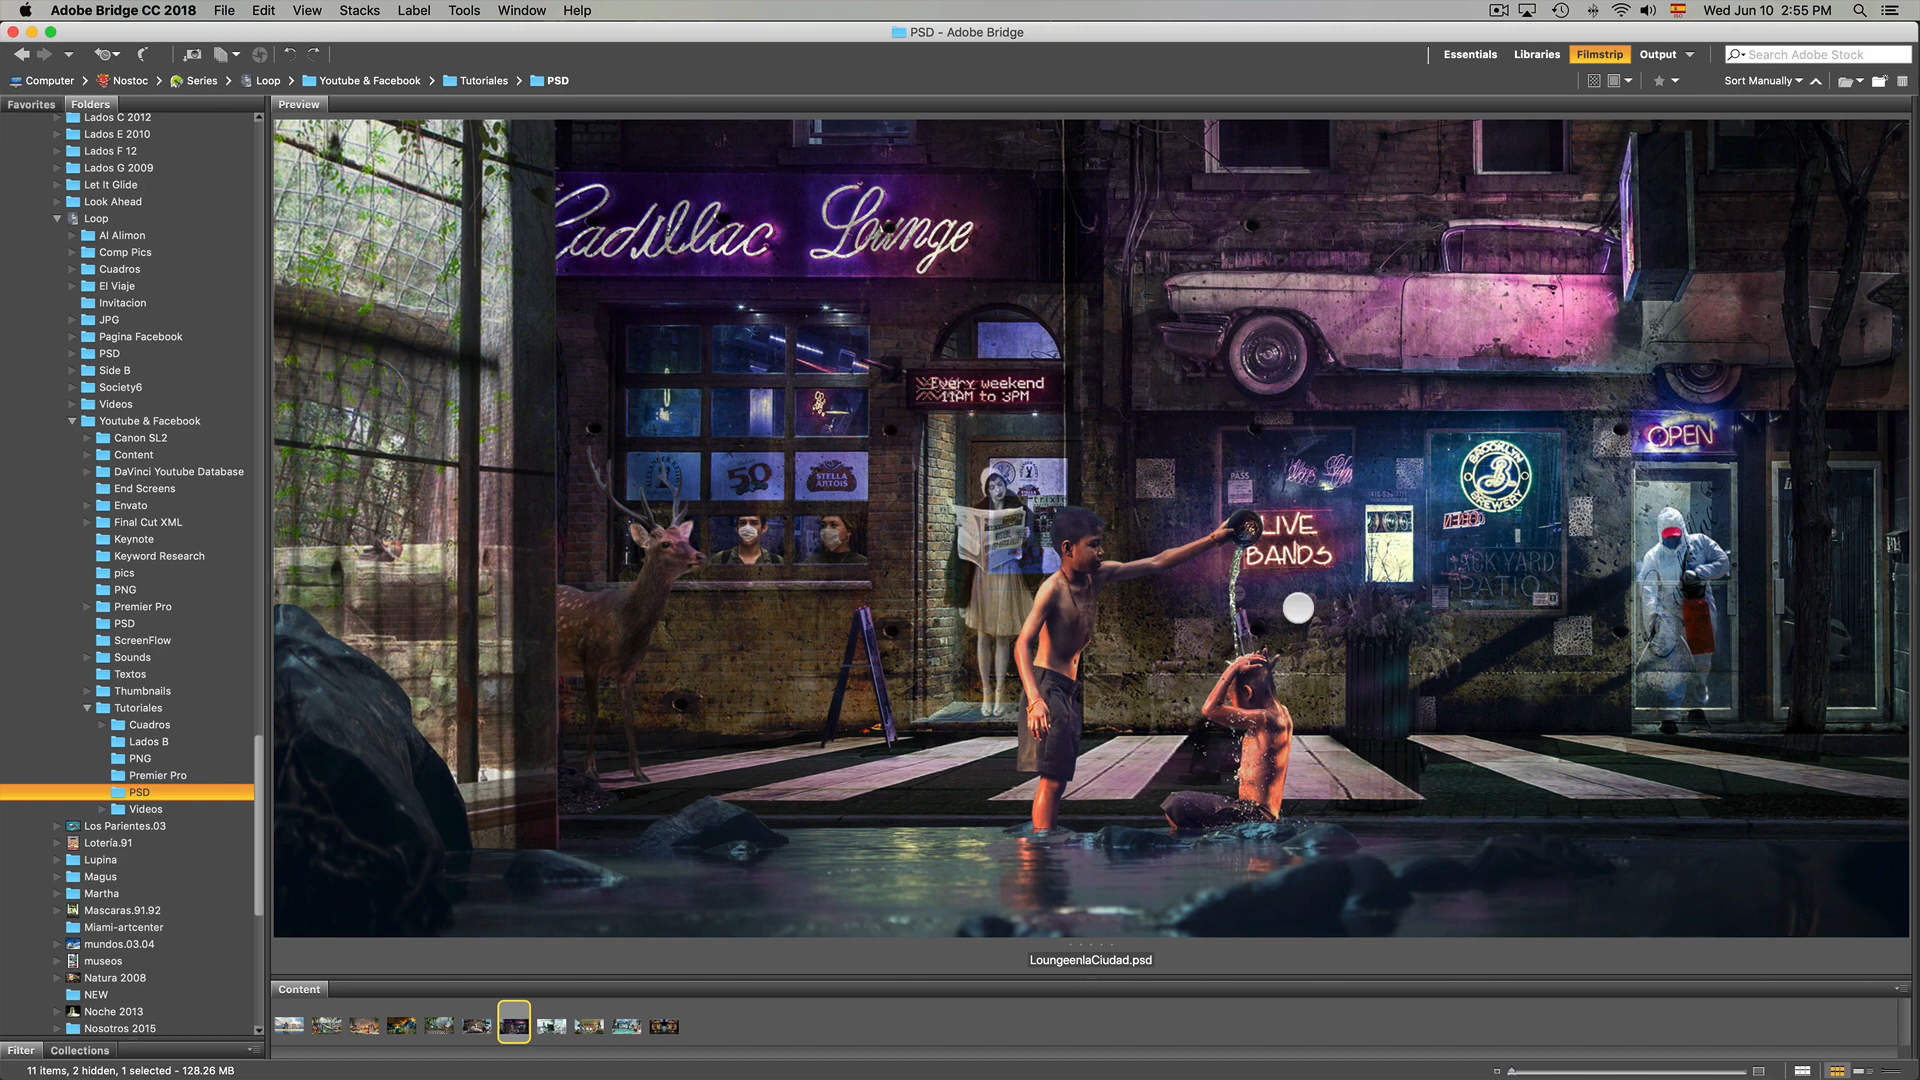 Adobe Bridge CC 2018 File Edit View Stacks Label Tools Window Help Wed Jun 10 2:55 PM
PSD - Adobe Bridge
Essentials Libraries Filmstrip Output Search Adobe Stock
Computer Nostoc Series Loop Youtube & Facebook Tutoriales PSD Sort Manually
Favorites Folders Preview
Lados C 2012
Lados E 2010
Lados F 12
Lados G 2009
Let It Glide
Look Ahead
Loop
Al Alimon
Comp Pics
Cuadros
El Viaje
Invitacion
JPG
Pagina Facebook
PSD
Side B
Society6
Videos
Youtube & Facebook
Canon SL2
Content
DaVinci Youtube Database
End Screens
Envato
Final Cut XML
Keynote
Keyword Research
pics
PNG
Premier Pro
PSD
ScreenFlow
Sounds
Textos
Thumbnails
Tutoriales
Cuadros
Lados B
PNG
Premier Pro
PSD
Videos
Los Parientes.03
Lotería.91
Lupina
Magus
Martha
Mascaras.91.92
Miami-artcenter
mundos.03.04
museos
Natura 2008
NEW
Noche 2013
Nosotros 2015
Filter Collections
Cadillac Lounge
Every weekend
11AM to 3PM
50
STELLA
ARTOIS
PASS
LIVE
BANDS
BROOKLYN
B
BREWERY
BACK YARD
PATIO
OPEN
LoungeenlaCiudad.psd
Content
11 items, 2 hidden, 1 selected - 128.26 MB